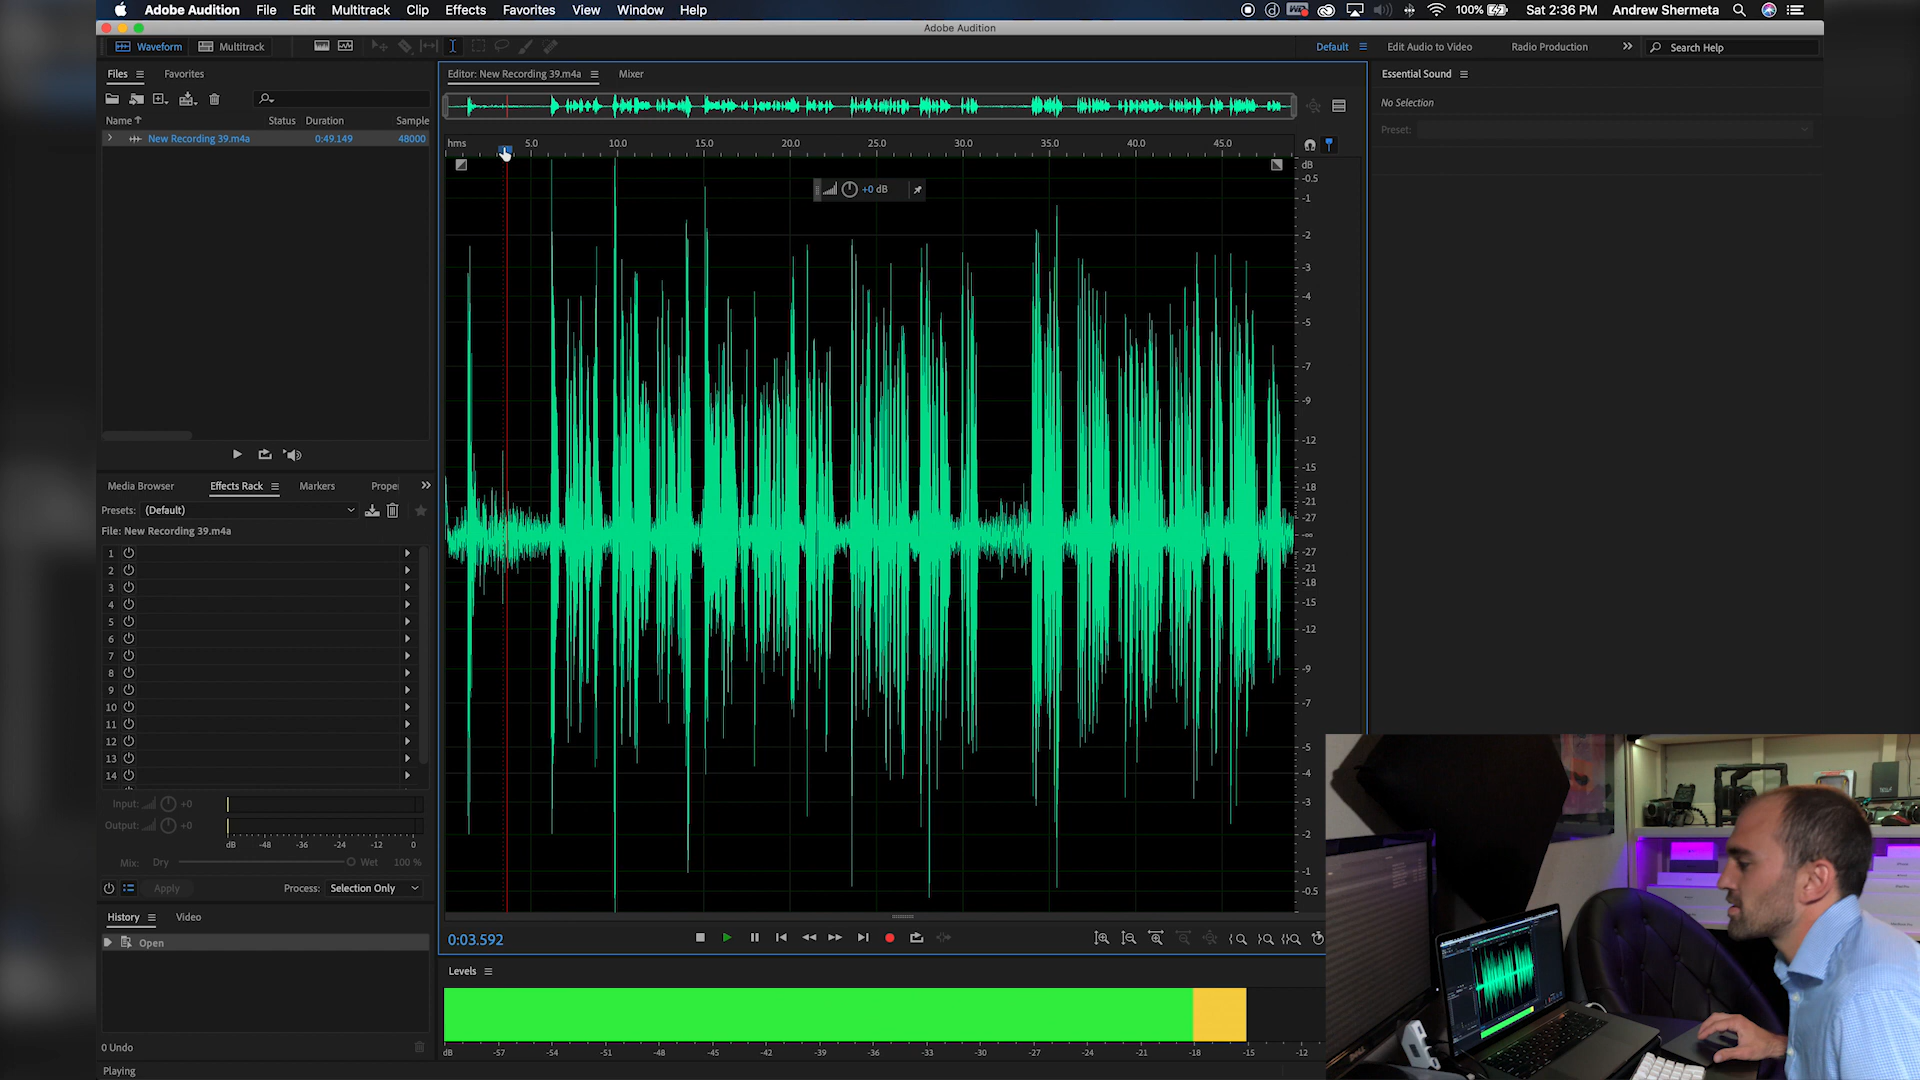 Adobe Audition File Edit Multitrack Clip Effects Favorites View Window Help 100% Sat 2:36 PM Andrew Shermeta
Adobe Audition
Waveform Multitrack Default Edit Audio to Video Radio Production Search Help
Files Favorites Editor: New Recording 39.m4a Mixer Essential Sound
No Selection
Name Status Duration Sample
Preset:
New Recording 39.m4a 0:49.149 48000
hms 5.0 10.0 15.0 20.0 25.0 30.0 35.0 40.0 45.0
dB
-0.5
+0 dB
-1
-2
-3
-4
-5
-7
-9
-12
-15
-18
-21
-27
-∞
-27
-21
-18
-15
-12
-9
-7
-5
-4
-3
-2
-1
-0.5
Media Browser Effects Rack Markers Proper
Presets: (Default)
File: New Recording 39.m4a
1
2
3
4
5
6
7
8
9
10
11
12
13
14
Input: +0
Output: +0
dB -48 -36 -24 -12 0
Mix: Dry Wet 100 %
Apply Process: Selection Only
History Video
Open
0 Undo
Playing
0:03.592
Levels
dB -57 -54 -51 -48 -45 -42 -39 -36 -33 -30 -27 -24 -21 -18 -15 -12